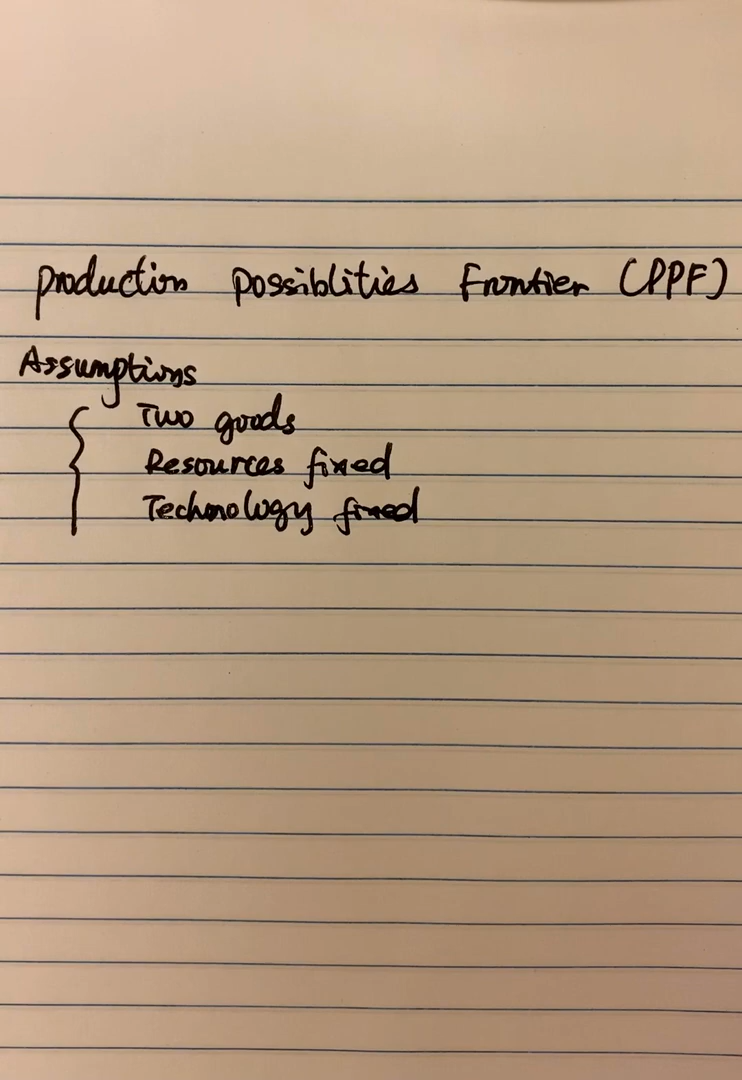 production possiblities Frontier (PPF)
Assumptions
Two goods
Resources fixed
Technology fixed